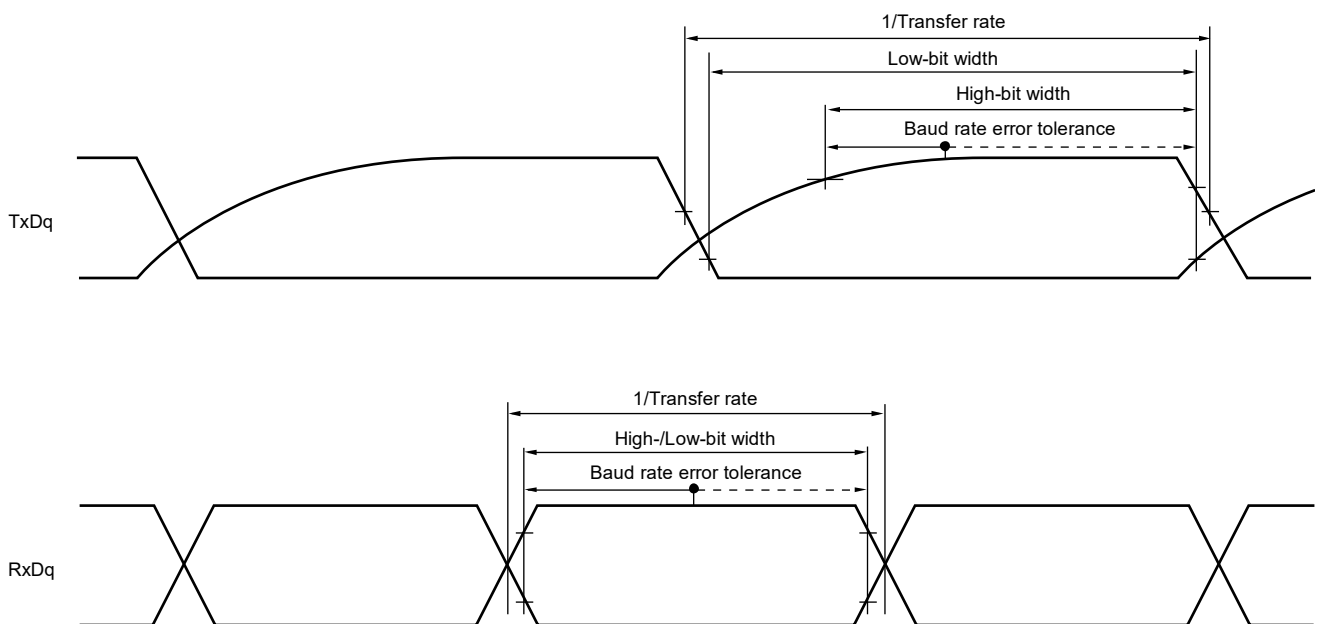 1/Transfer rate
Low-bit width
High-bit width
Baud rate error tolerance
TxDq
1/Transfer rate
High-/Low-bit width
Baud rate error tolerance
RxDq